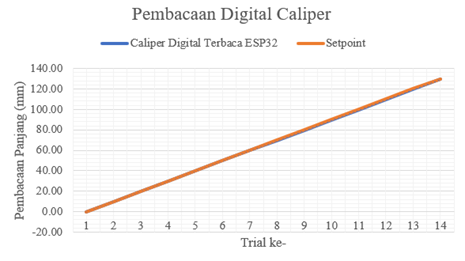 Pembacaan Digital Caliper
Caliper Digital Terbaca ESP32 Setpoint
Pembacaan Panjang (mm)
140.00
120.00
100.00
80.00
60.00
40.00
20.00
0.00
-20.00
1 2 3 4 5 6 7 8 9 10 11 12 13 14
Trial ke-